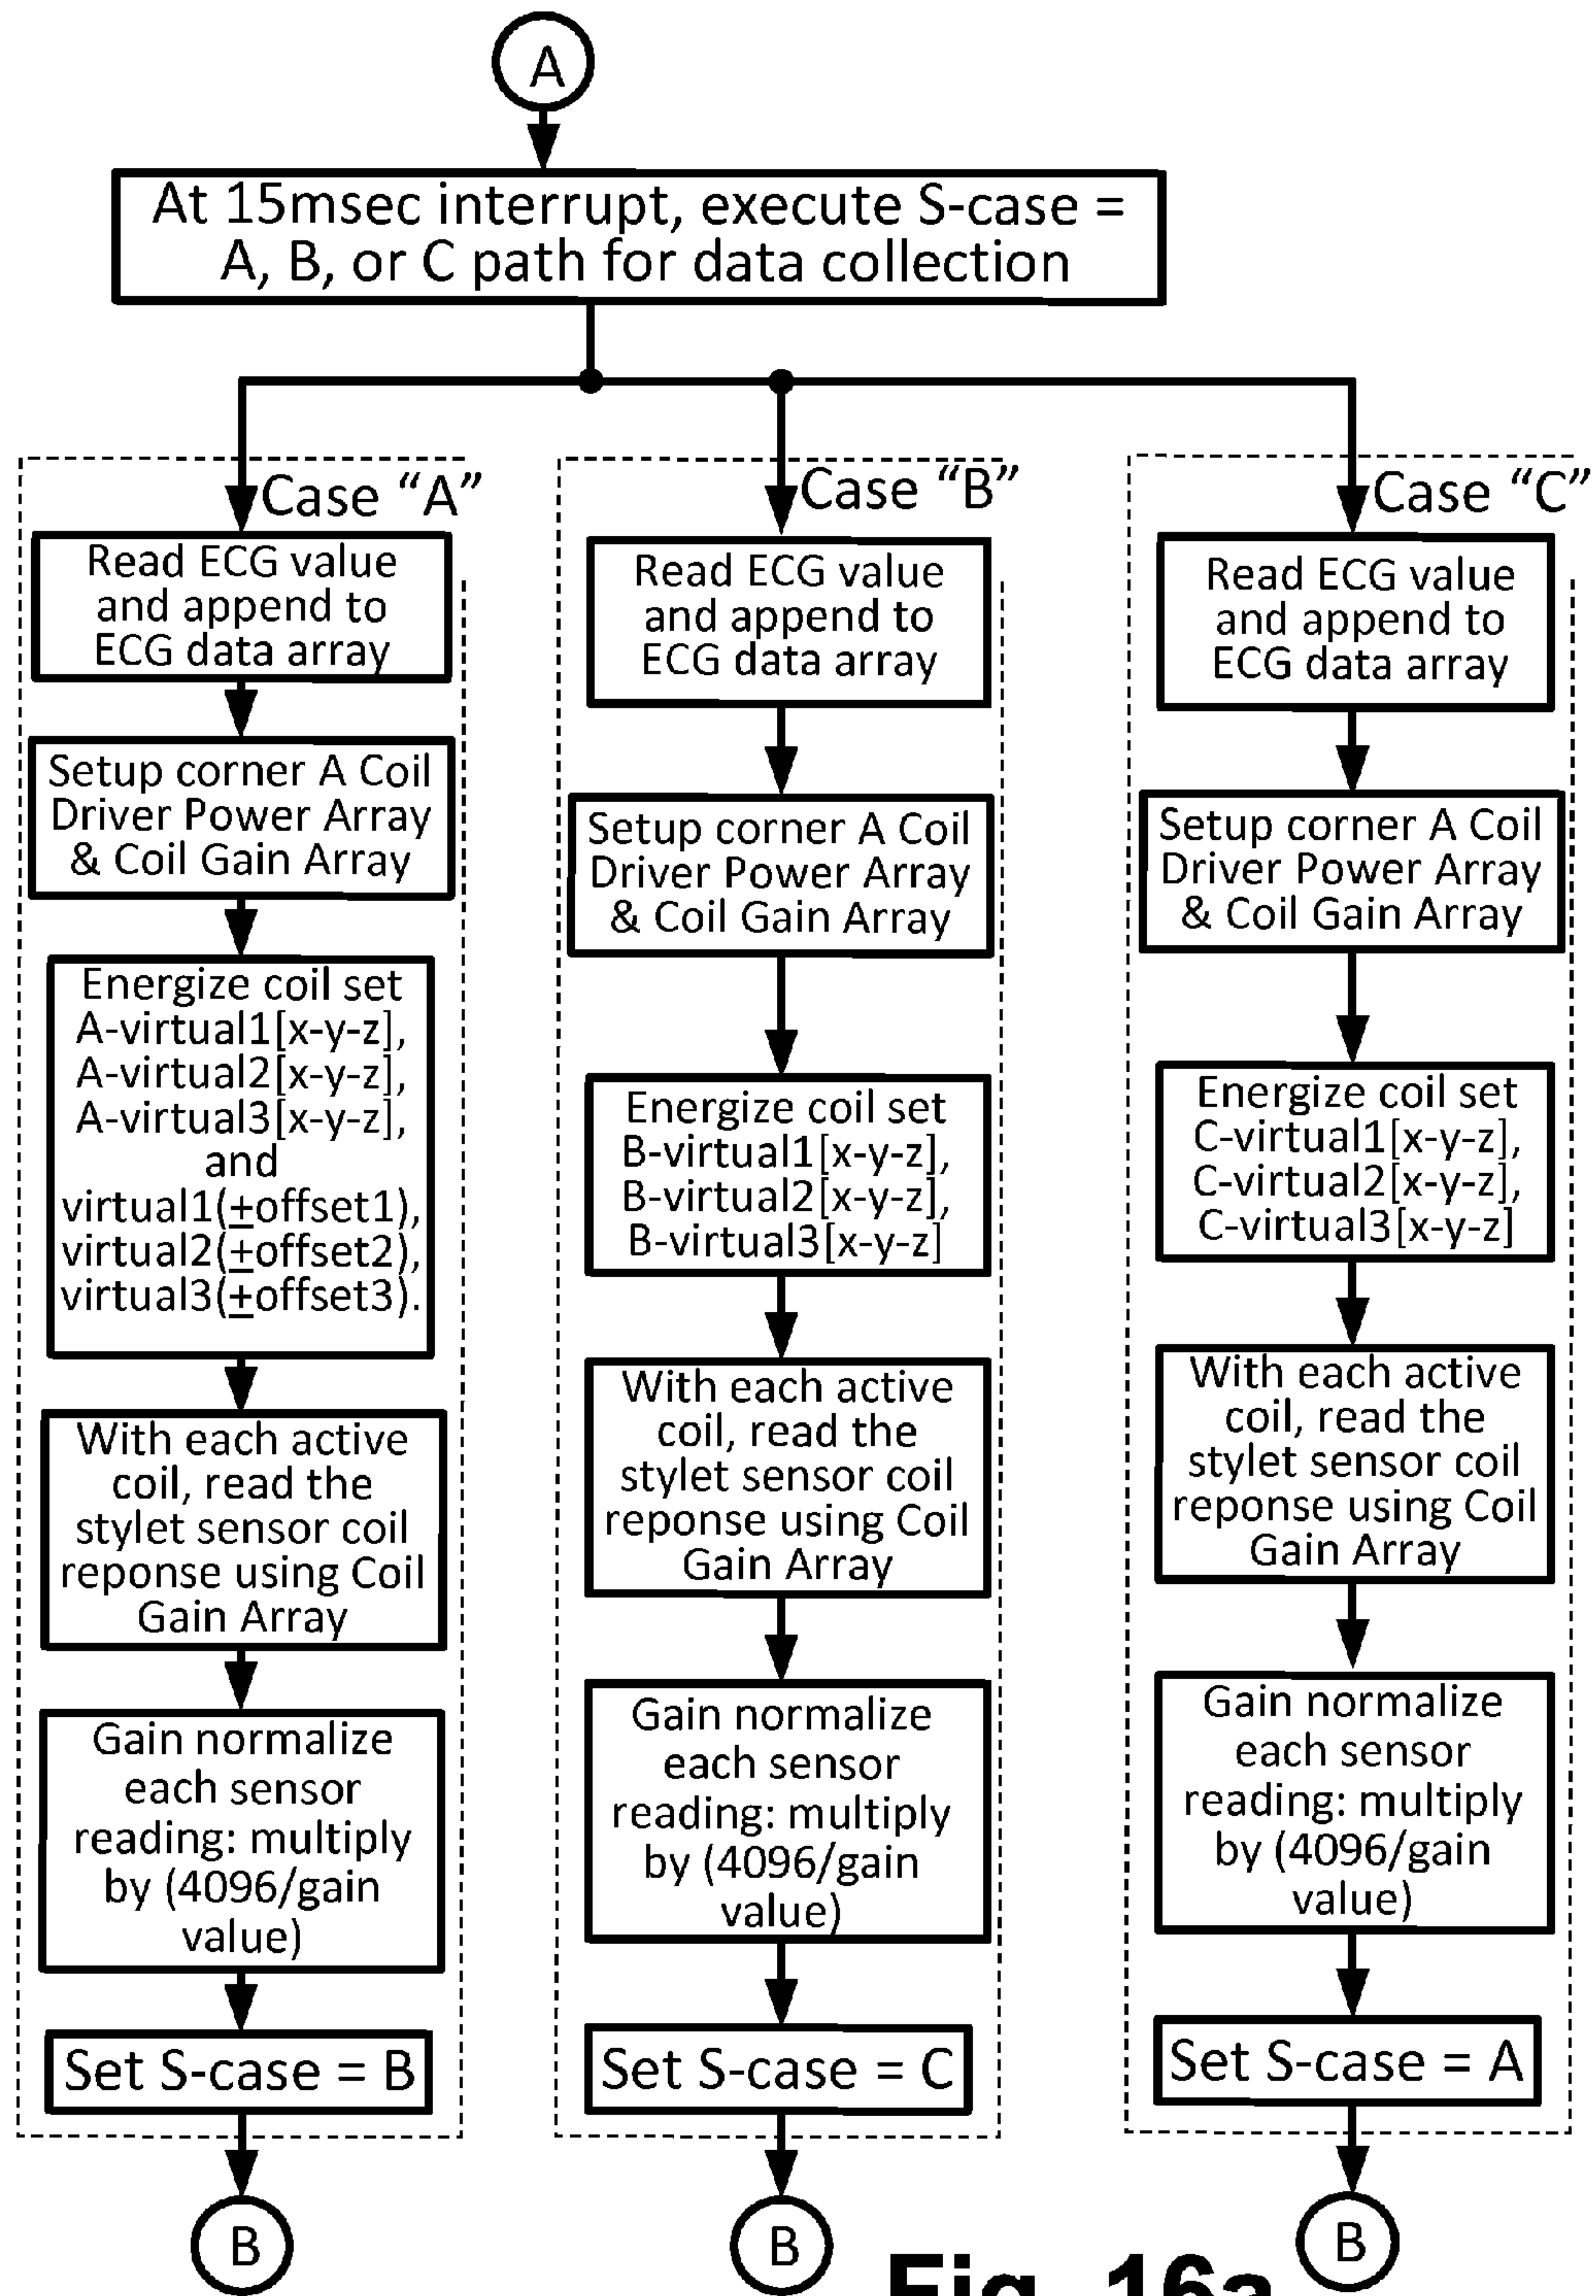 A
At 15msec interrupt, execute S-case =
A, B, or C path for data collection
Case “A”
Read ECG value
and append to
ECG data array
Setup corner A Coil
Driver Power Array
& Coil Gain Array
Energize coil set
A-virtual1[x-y-z],
A-virtual2[x-y-z],
A-virtual3[x-y-z],
and
virtual1(±offset1),
virtual2(±offset2),
virtual3(±offset3).
With each active
coil, read the
stylet sensor coil
reponse using Coil
Gain Array
Gain normalize
each sensor
reading: multiply
by (4096/gain
value)
Set S-case = B
B
Case “B”
Read ECG value
and append to
ECG data array
Setup corner A Coil
Driver Power Array
& Coil Gain Array
Energize coil set
B-virtual1[x-y-z],
B-virtual2[x-y-z],
B-virtual3[x-y-z]
With each active
coil, read the
stylet sensor coil
reponse using Coil
Gain Array
Gain normalize
each sensor
reading: multiply
by (4096/gain
value)
Set S-case = C
B
Case “C”
Read ECG value
and append to
ECG data array
Setup corner A Coil
Driver Power Array
& Coil Gain Array
Energize coil set
C-virtual1[x-y-z],
C-virtual2[x-y-z],
C-virtual3[x-y-z]
With each active
coil, read the
stylet sensor coil
reponse using Coil
Gain Array
Gain normalize
each sensor
reading: multiply
by (4096/gain
value)
Set S-case = A
B
Fig. 16a